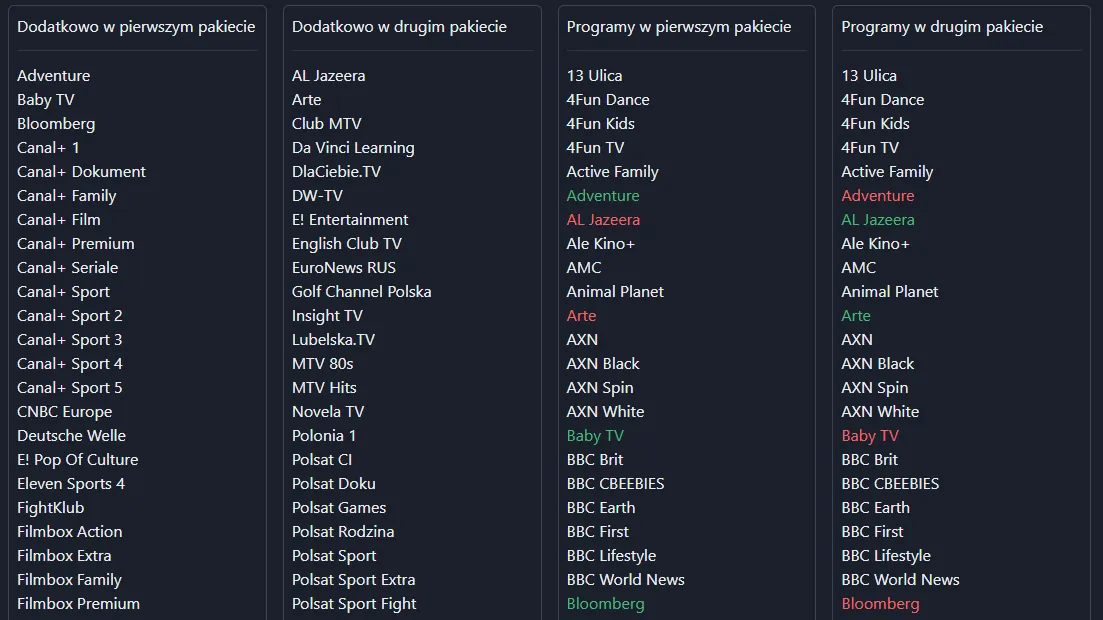 Dodatkowo w pierwszym pakiecie
Adventure
Baby TV
Bloomberg
Canal+ 1
Canal+ Dokument
Canal+ Family
Canal+ Film
Canal+ Premium
Canal+ Seriale
Canal+ Sport
Canal+ Sport 2
Canal+ Sport 3
Canal+ Sport 4
Canal+ Sport 5
CNBC Europe
Deutsche Welle
E! Pop Of Culture
Eleven Sports 4
FightKlub
Filmbox Action
Filmbox Extra
Filmbox Family
Filmbox Premium
Dodatkowo w drugim pakiecie
AL Jazeera
Arte
Club MTV
Da Vinci Learning
DlaCiebie.TV
DW-TV
E! Entertainment
English Club TV
EuroNews RUS
Golf Channel Polska
Insight TV
Lubelska.TV
MTV 80s
MTV Hits
Novela TV
Polonia 1
Polsat CI
Polsat Doku
Polsat Games
Polsat Rodzina
Polsat Sport
Polsat Sport Extra
Polsat Sport Fight
Programy w pierwszym pakiecie
13 Ulica
4Fun Dance
4Fun Kids
4Fun TV
Active Family
Adventure
AL Jazeera
Ale Kino+
AMC
Animal Planet
Arte
AXN
AXN Black
AXN Spin
AXN White
Baby TV
BBC Brit
BBC CBEEBIES
BBC Earth
BBC First
BBC Lifestyle
BBC World News
Bloomberg
Programy w drugim pakiecie
13 Ulica
4Fun Dance
4Fun Kids
4Fun TV
Active Family
Adventure
AL Jazeera
Ale Kino+
AMC
Animal Planet
Arte
AXN
AXN Black
AXN Spin
AXN White
Baby TV
BBC Brit
BBC CBEEBIES
BBC Earth
BBC First
BBC Lifestyle
BBC World News
Bloomberg